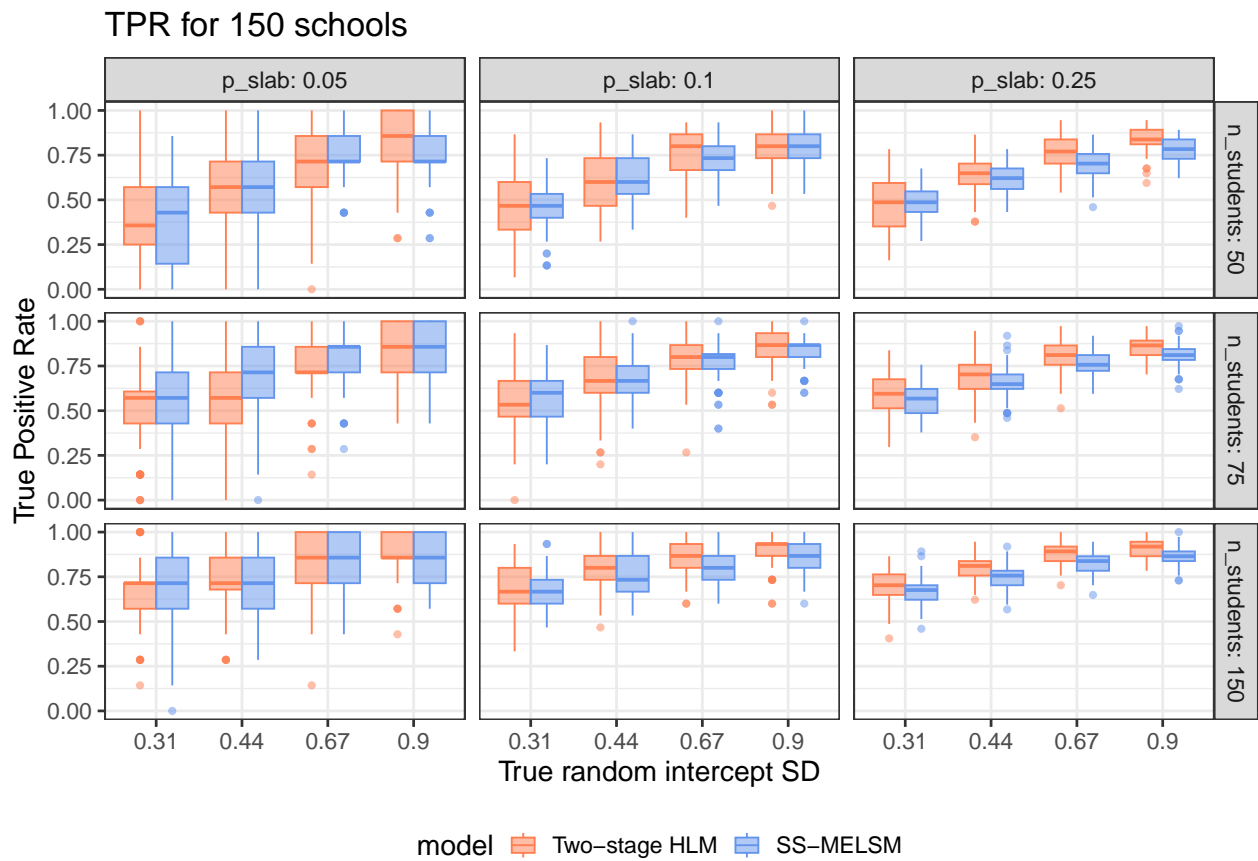 TPR for 150 schools
p_slab: 0.05 p_slab: 0.1 p_slab: 0.25
True Positive Rate
1.00
0.75
0.50
0.25
0.00
n_students: 50
1.00
0.75
0.50
0.25
0.00
n_students: 75
1.00
0.75
0.50
0.25
0.00
n_students: 150
0.31 0.44 0.67 0.9 0.31 0.44 0.67 0.9 0.31 0.44 0.67 0.9
True random intercept SD
model Two−stage HLM SS−MELSM